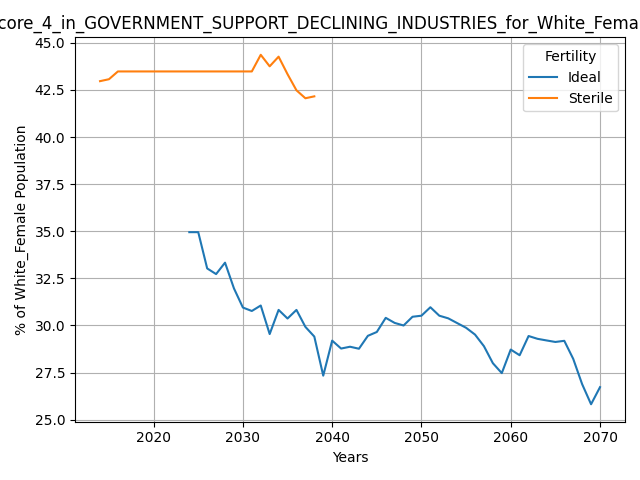 core_4_in_GOVERNMENT_SUPPORT_DECLINING_INDUSTRIES_for_White_Fema
Fertility
Ideal
Sterile
% of White_Female Population
45.0
42.5
40.0
37.5
35.0
32.5
30.0
27.5
25.0
2020 2030 2040 2050 2060 2070
Years